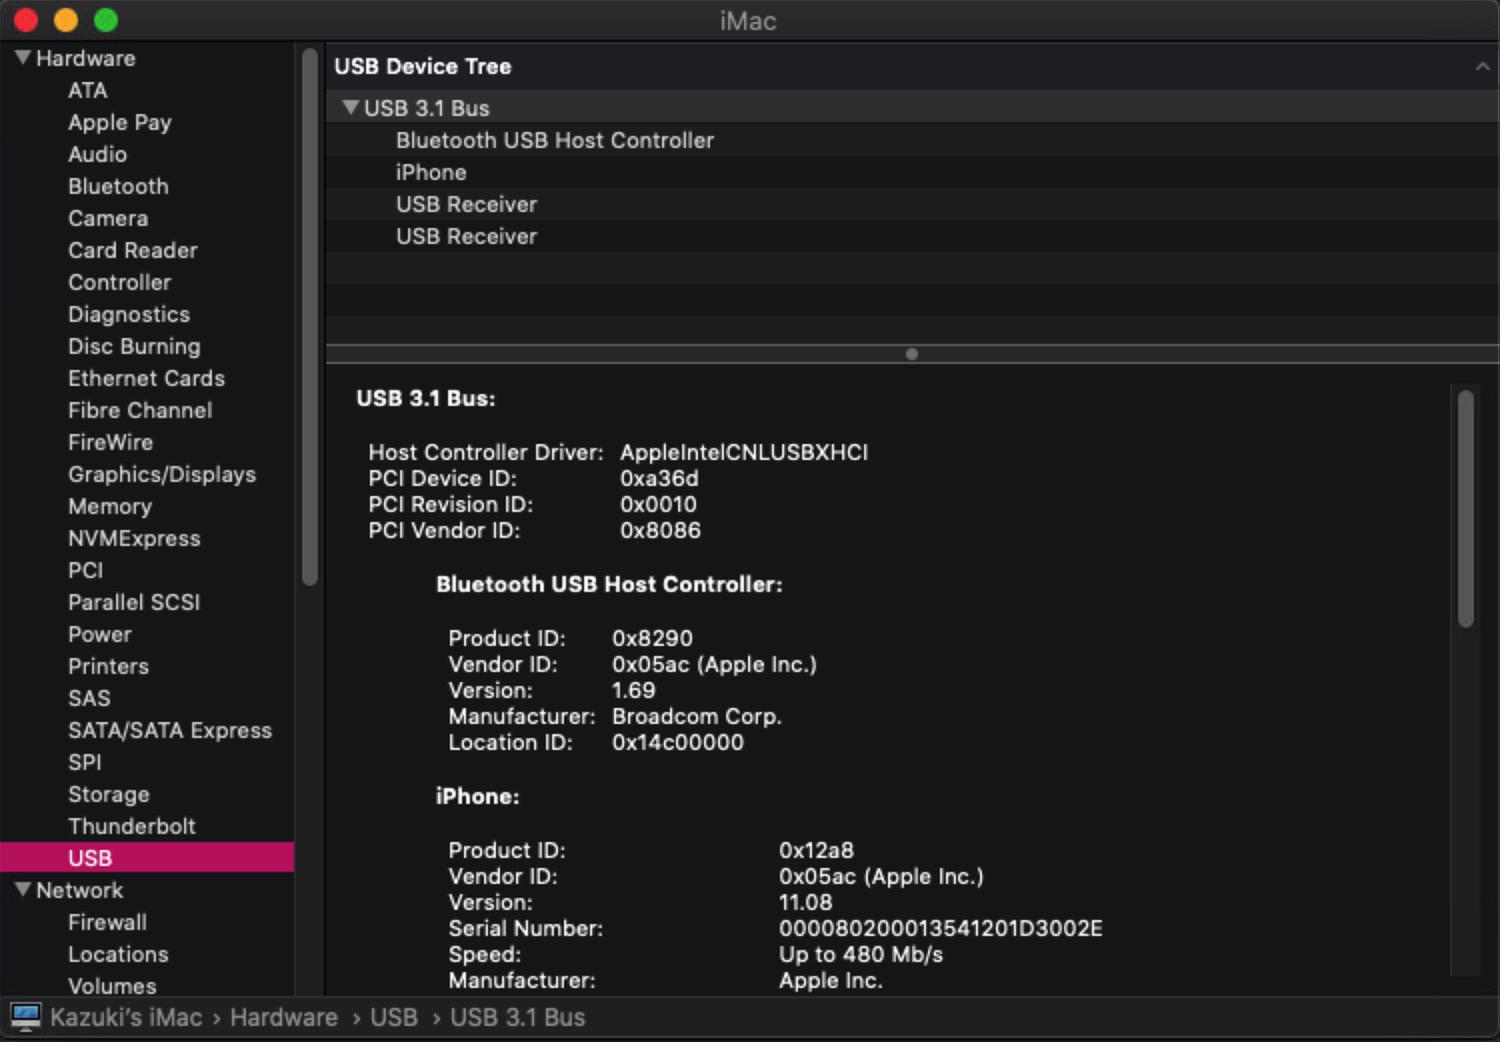 iMac
Hardware
ATA
Apple Pay
Audio
Bluetooth
Camera
Card Reader
Controller
Diagnostics
Disc Burning
Ethernet Cards
Fibre Channel
FireWire
Graphics/Displays
Memory
NVMExpress
PCI
Parallel SCSI
Power
Printers
SAS
SATA/SATA Express
SPI
Storage
Thunderbolt
USB
Network
Firewall
Locations
Volumes
USB Device Tree
USB 3.1 Bus
Bluetooth USB Host Controller
iPhone
USB Receiver
USB Receiver
USB 3.1 Bus:
Host Controller Driver: AppleIntelCNLUSBXHCI
PCI Device ID: 0xa36d
PCI Revision ID: 0x0010
PCI Vendor ID: 0x8086
Bluetooth USB Host Controller:
Product ID: 0x8290
Vendor ID: 0x05ac (Apple Inc.)
Version: 1.69
Manufacturer: Broadcom Corp.
Location ID: 0x14c00000
iPhone:
Product ID: 0x12a8
Vendor ID: 0x05ac (Apple Inc.)
Version: 11.08
Serial Number: 000080200013541201D3002E
Speed: Up to 480 Mb/s
Manufacturer: Apple Inc.
Kazuki's iMac › Hardware › USB › USB 3.1 Bus